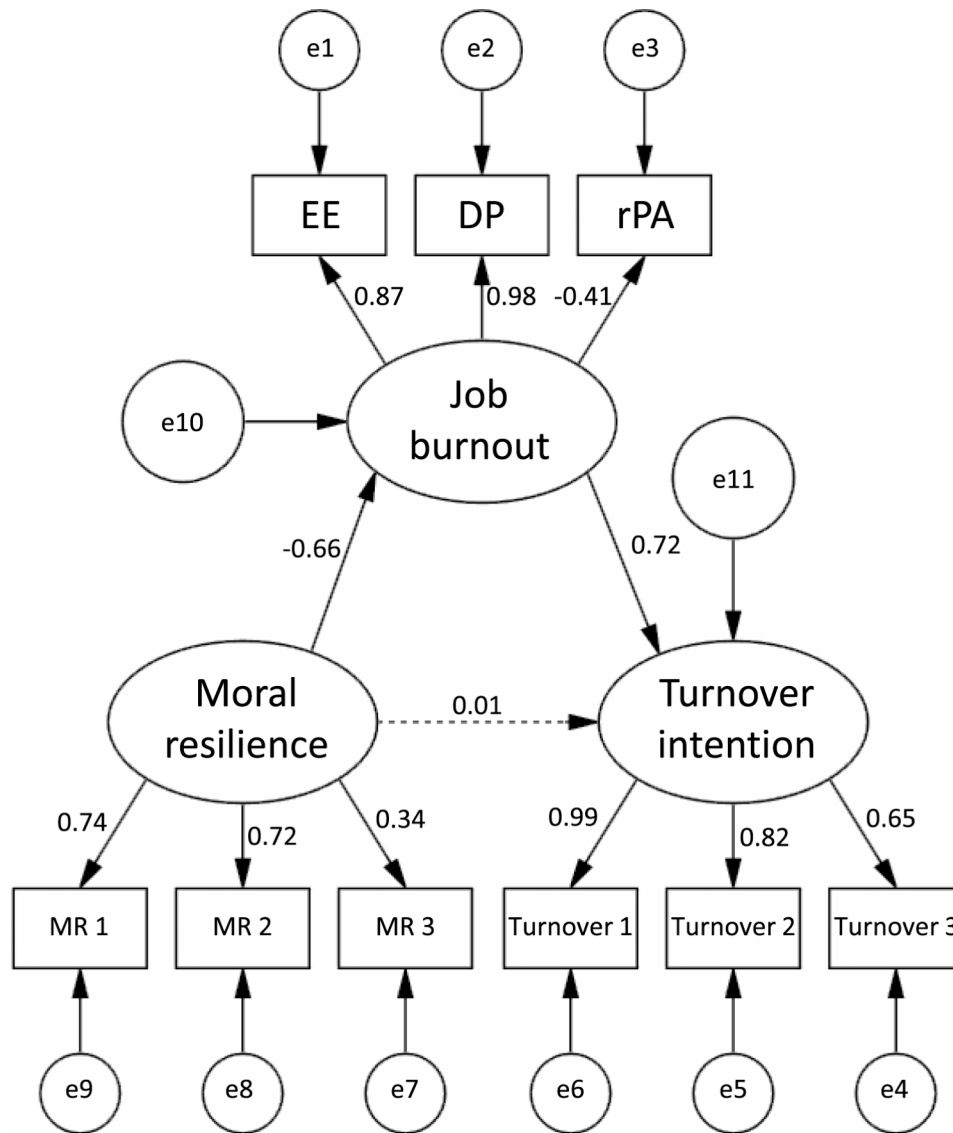 e1
e2
e3
EE
DP
rPA
0.87
0.98
-0.41
Job
burnout
e10
e11
-0.66
0.72
Moral
resilience
0.01
Turnover
intention
0.74
0.72
0.34
0.99
0.82
0.65
MR 1
MR 2
MR 3
Turnover 1
Turnover 2
Turnover 3
e9
e8
e7
e6
e5
e4